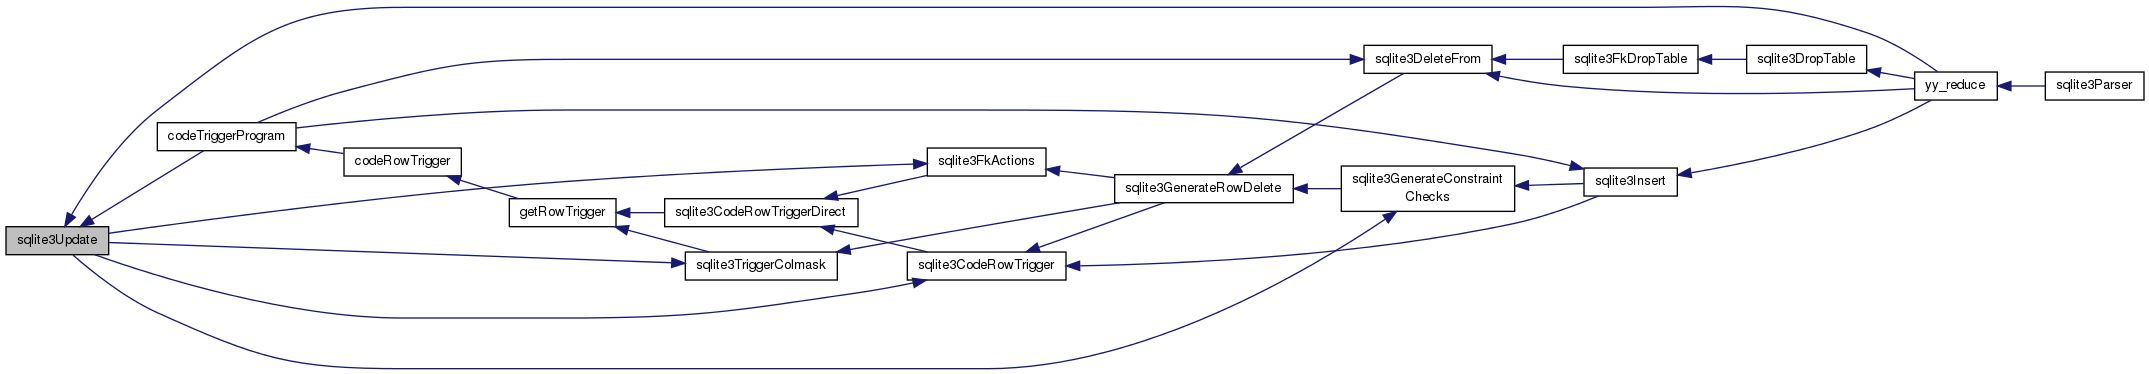 sqlite3DeleteFrom
sqlite3FkDropTable
sqlite3DropTable
yy_reduce
sqlite3Parser
codeTriggerProgram
codeRowTrigger
sqlite3FkActions
sqlite3GenerateRowDelete
sqlite3GenerateConstraint
Checks
sqlite3Insert
getRowTrigger
sqlite3CodeRowTriggerDirect
sqlite3Update
sqlite3TriggerColmask
sqlite3CodeRowTrigger